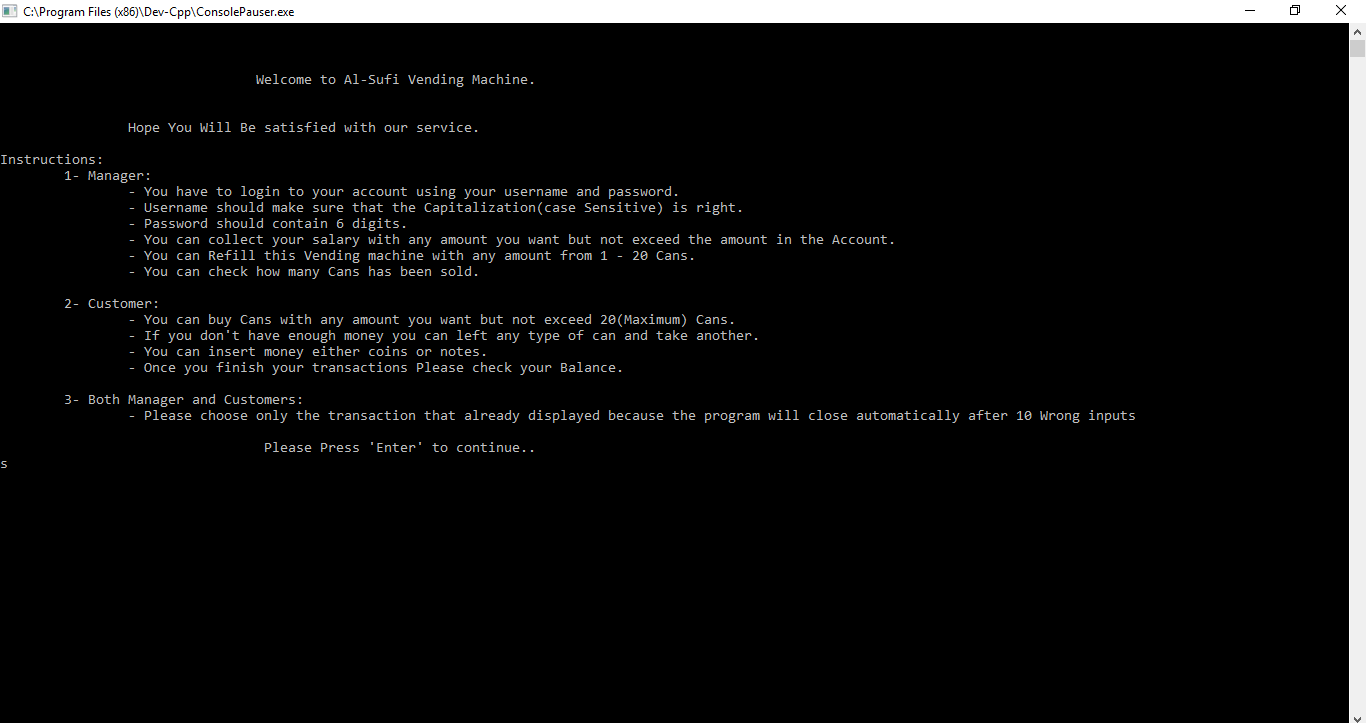 C:\Program Files (x86)\Dev-Cpp\ConsolePauser.exe
Welcome to Al-Sufi Vending Machine.
Hope You Will Be satisfied with our service.
Instructions:
1- Manager:
- You have to login to your account using your username and password.
- Username should make sure that the Capitalization(case Sensitive) is right.
- Password should contain 6 digits.
- You can collect your salary with any amount you want but not exceed the amount in the Account.
- You can Refill this Vending machine with any amount from 1 - 20 Cans.
- You can check how many Cans has been sold.
2- Customer:
- You can buy Cans with any amount you want but not exceed 20(Maximum) Cans.
- If you don't have enough money you can left any type of can and take another.
- You can insert money either coins or notes.
- Once you finish your transactions Please check your Balance.
3- Both Manager and Customers:
- Please choose only the transaction that already displayed because the program will close automatically after 10 Wrong inputs
Please Press 'Enter' to continue..
s